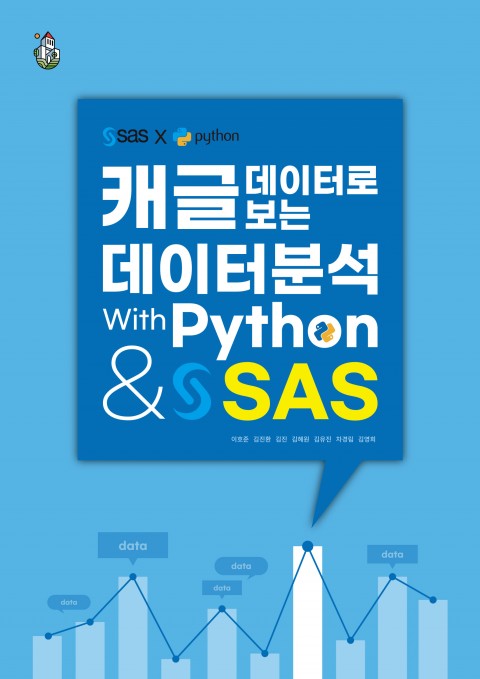 sas X python
캐글 데이터로
보는
데이터분석
With Python
& SAS
이호준 김진환 김진 김혜원 김유진 차경림 김영희
data
data
data
data
data